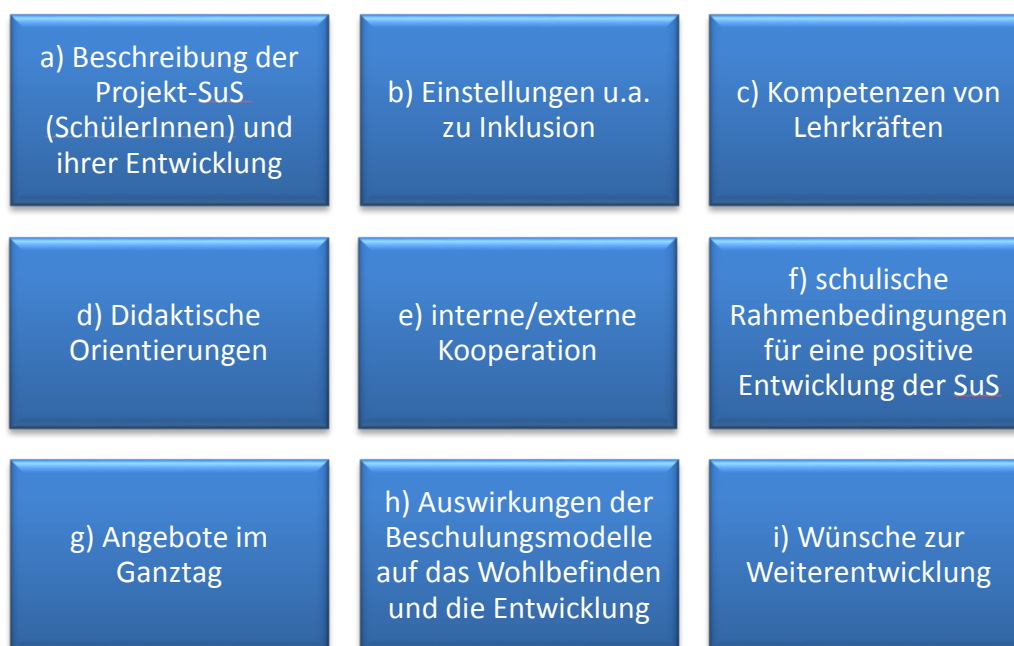 a) Beschreibung der
Projekt-SuS
(SchülerInnen) und
ihrer Entwicklung
b) Einstellungen u.a.
zu Inklusion
c) Kompetenzen von
Lehrkräften
d) Didaktische
Orientierungen
e) interne/externe
Kooperation
f) schulische
Rahmenbedingungen
für eine positive
Entwicklung der SuS
g) Angebote im
Ganztag
h) Auswirkungen der
Beschulungsmodelle
auf das Wohlbefinden
und die Entwicklung
i) Wünsche zur
Weiterentwicklung